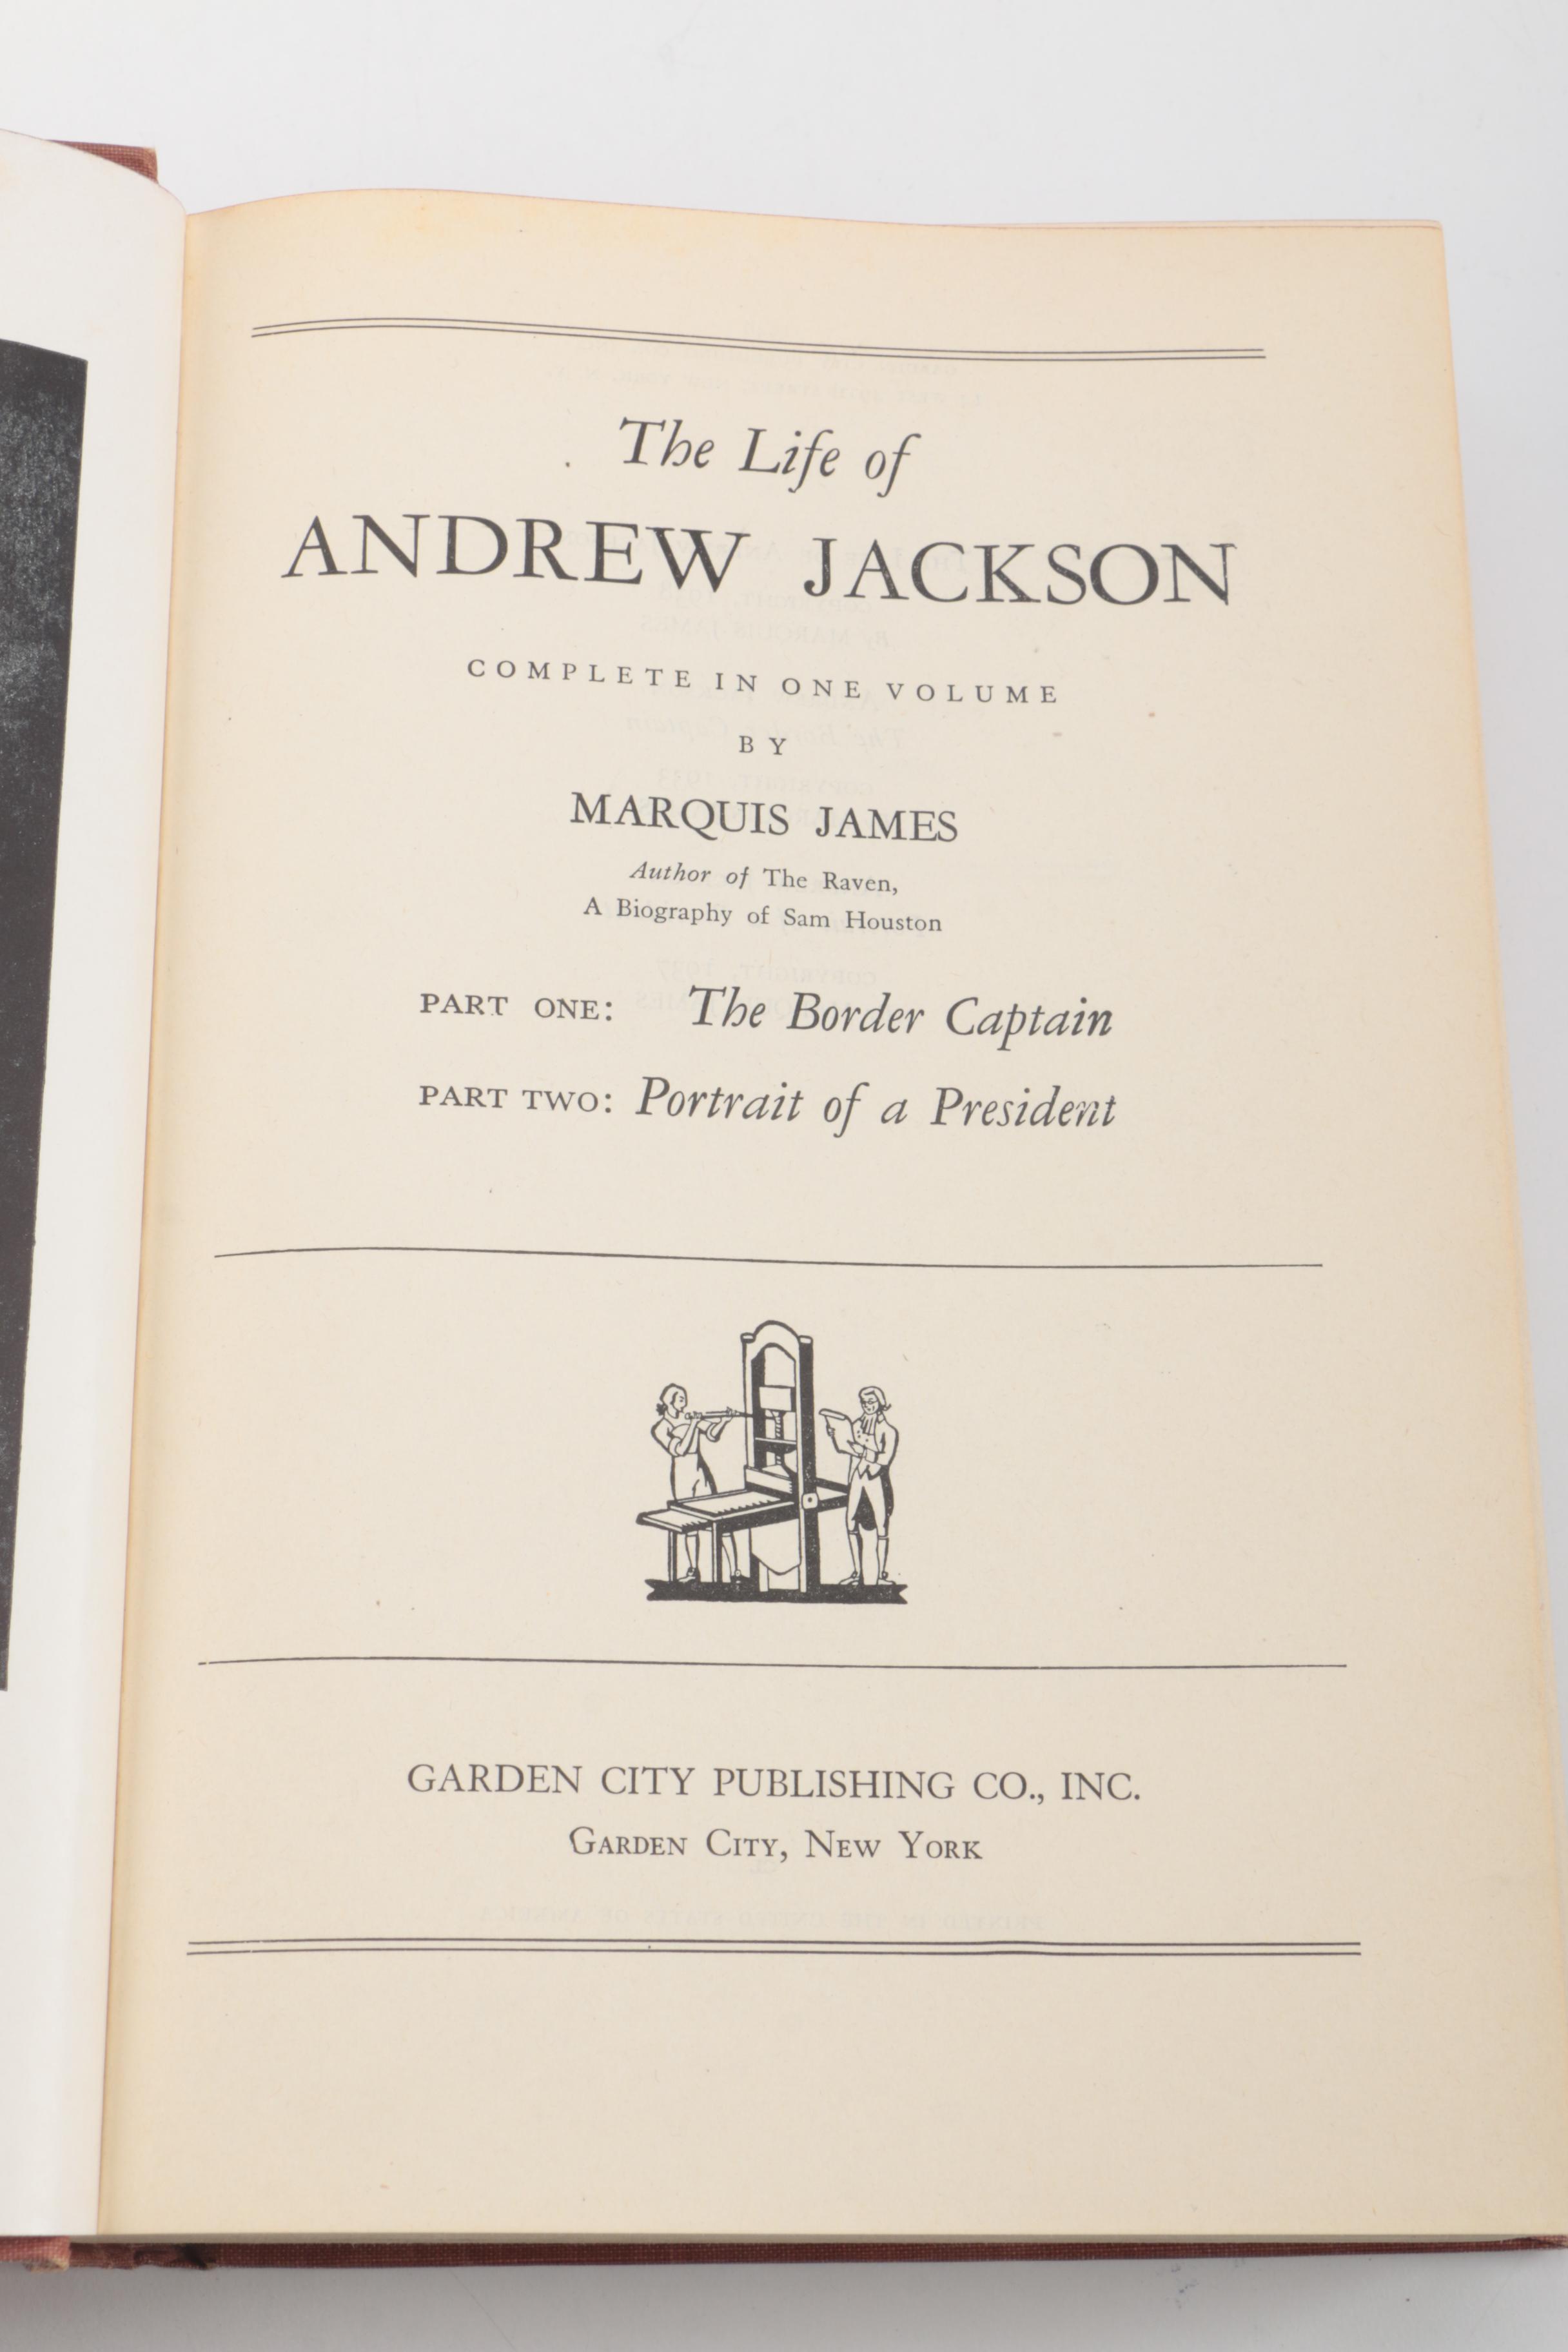 The Life of
ANDREW JACKSON
COMPLETE IN ONE VOLUME
BY
MARQUIS JAMES
Author of The Raven,
A Biography of Sam Houston
PART ONE: The Border Captain
PART TWO: Portrait of a President
GARDEN CITY PUBLISHING CO., INC.
GARDEN CITY, NEW YORK